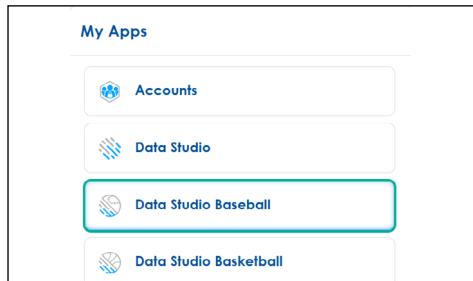 My Apps
Accounts
Data Studio
Data Studio Baseball
Data Studio Basketball